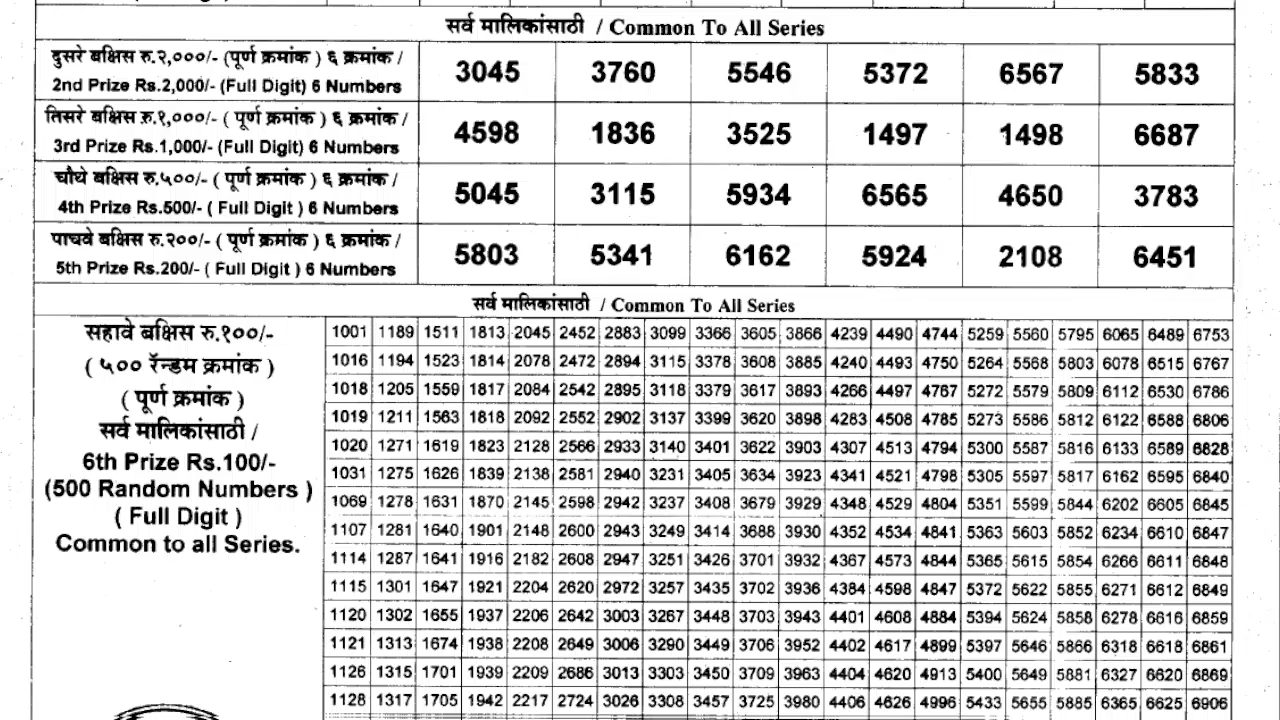 सर्व मालिकांसाठी / Common To All Series
दुसरे बक्षिस रु.२,०००/- (पूर्ण क्रमांक ) ६ क्रमांक /
2nd Prize Rs.2,000/- (Full Digit) 6 Numbers
3045 3760 5546 5372 6567 5833
तिसरे बक्षिस रु.१,०००/- ( पूर्ण क्रमांक ) ६ क्रमांक /
3rd Prize Rs.1,000/- (Full Digit) 6 Numbers
4598 1836 3525 1497 1498 6687
चौथे बक्षिस रु.५००/- ( पूर्ण क्रमांक ) ६ क्रमांक /
4th Prize Rs.500/- ( Full Digit ) 6 Numbers
5045 3115 5934 6565 4650 3783
पाचवे बक्षिस रु.२००/- ( पूर्ण क्रमांक ) ६ क्रमांक /
5th Prize Rs.200/- ( Full Digit ) 6 Numbers
5803 5341 6162 5924 2108 6451
सर्व मालिकांसाठी / Common To All Series
सहावे बक्षिस रु.१००/-
( ५०० रॅन्डम क्रमांक )
( पूर्ण क्रमांक )
सर्व मालिकांसाठी /
6th Prize Rs.100/-
(500 Random Numbers )
( Full Digit )
Common to all Series.
1001 1189 1511 1813 2045 2452 2883 3099 3366 3605 3866 4239 4490 4744 5259 5560 5795 6065 6489 6753
1016 1194 1523 1814 2078 2472 2894 3115 3378 3608 3885 4240 4493 4750 5264 5568 5803 6078 6515 6767
1018 1205 1559 1817 2084 2542 2895 3118 3379 3617 3893 4266 4497 4767 5272 5579 5809 6112 6530 6786
1019 1211 1563 1818 2092 2552 2902 3137 3399 3620 3898 4283 4508 4785 5273 5586 5812 6122 6588 6806
1020 1271 1619 1823 2128 2566 2933 3140 3401 3622 3903 4307 4513 4794 5300 5587 5816 6133 6589 6828
1031 1275 1626 1839 2138 2581 2940 3231 3405 3634 3923 4341 4521 4798 5305 5597 5817 6162 6595 6840
1069 1278 1631 1870 2145 2598 2942 3237 3408 3679 3929 4348 4529 4804 5351 5599 5844 6202 6605 6845
1107 1281 1640 1901 2148 2600 2943 3249 3414 3688 3930 4352 4534 4841 5363 5603 5852 6234 6610 6847
1114 1287 1641 1916 2182 2608 2947 3251 3426 3701 3932 4367 4573 4844 5365 5615 5854 6266 6611 6848
1115 1301 1647 1921 2204 2620 2972 3257 3435 3702 3936 4384 4598 4847 5372 5622 5855 6271 6612 6849
1120 1302 1655 1937 2206 2642 3003 3267 3448 3703 3943 4401 4608 4884 5394 5624 5858 6278 6616 6859
1121 1313 1674 1938 2208 2649 3006 3290 3449 3706 3952 4402 4617 4899 5397 5646 5866 6318 6618 6861
1126 1315 1701 1939 2209 2686 3013 3303 3450 3709 3963 4404 4620 4913 5400 5649 5881 6327 6620 6869
1128 1317 1705 1942 2217 2724 3026 3308 3457 3725 3980 4406 4626 4996 5433 5655 5885 6365 6625 6906